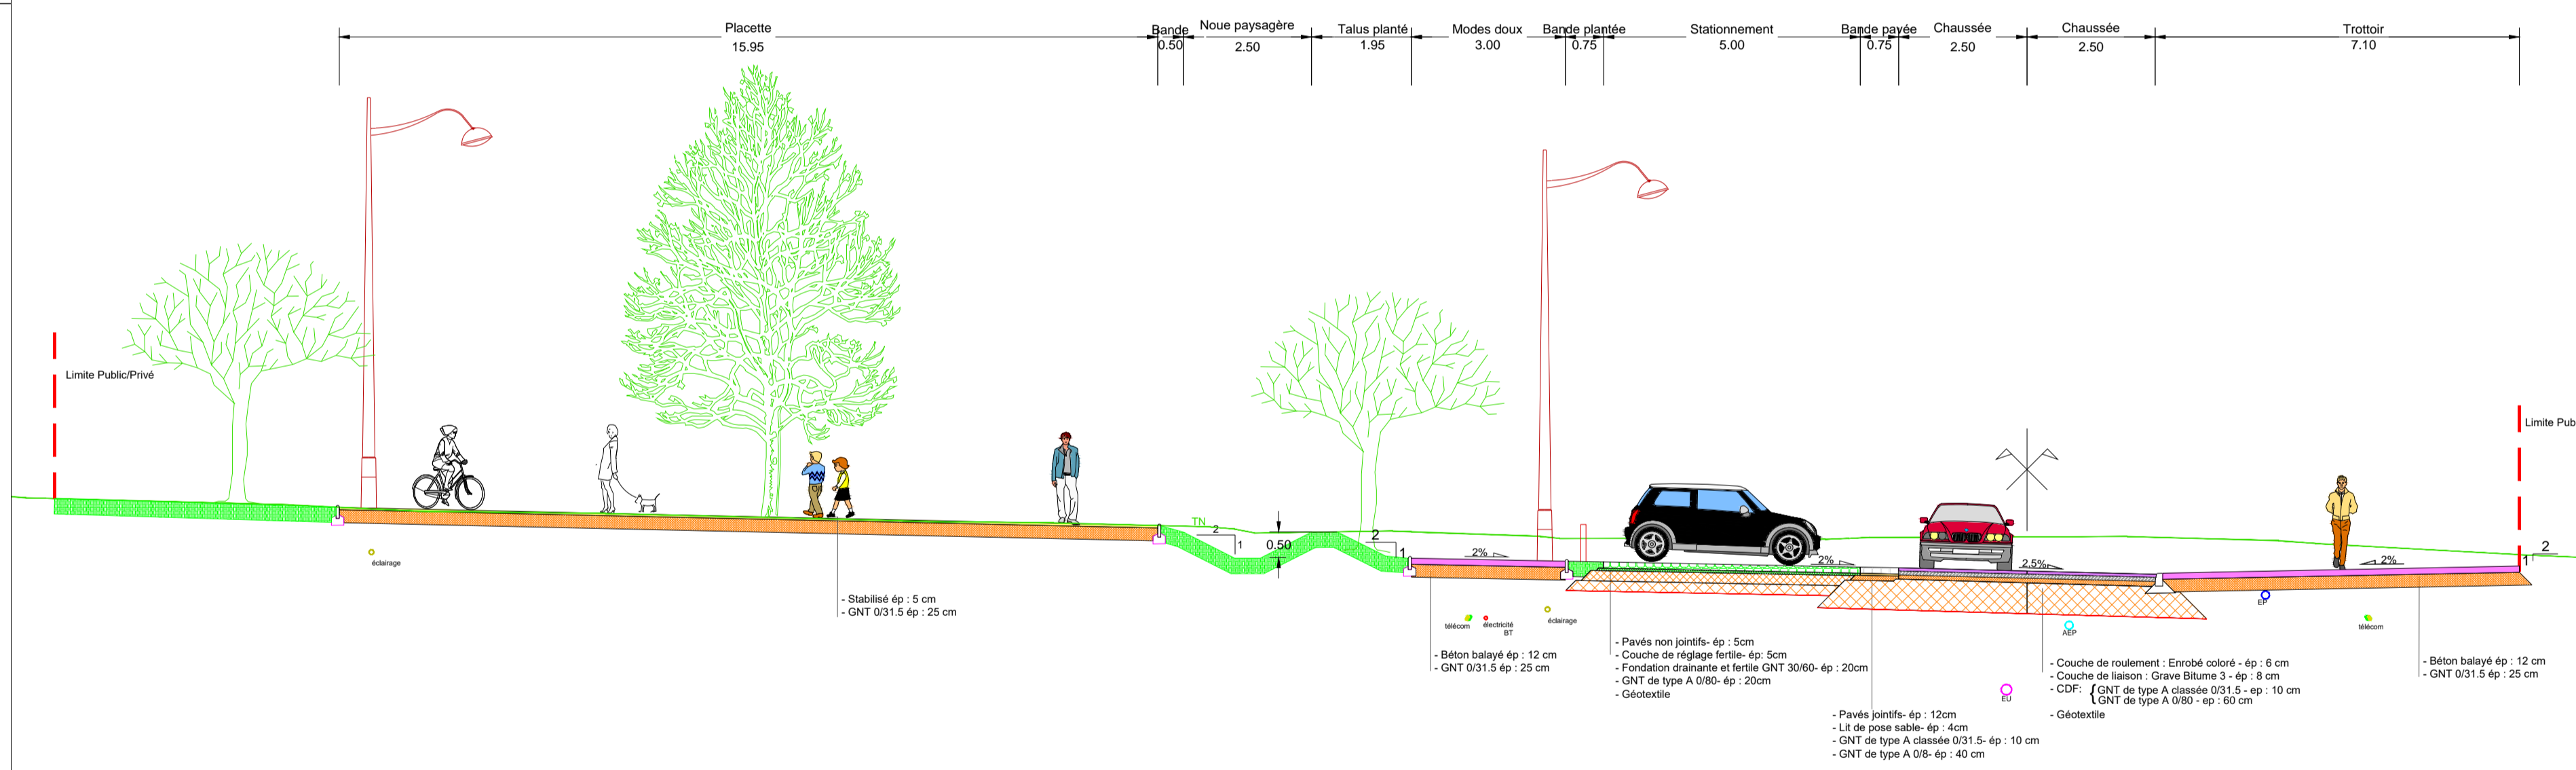 Placette
15.95
Bande
0.50
Noue paysagère
2.50
Talus planté
1.95
Modes doux
3.00
Bande plantée
0.75
Stationnement
5.00
Bande pavée
0.75
Chaussée
2.50
Chaussée
2.50
Trottoir
7.10
Limite Public/Privé
Limite Pub
TN
2
1
0.50
2
1
2%
2%
2.5%
2%
2
1
éclairage
- Stabilisé ép : 5 cm
- GNT 0/31.5 ép : 25 cm
télécom
électricité
BT
éclairage
- Béton balayé ép : 12 cm
- GNT 0/31.5 ép : 25 cm
- Pavés non jointifs- ép : 5cm
- Couche de réglage fertile- ép: 5cm
- Fondation drainante et fertile GNT 30/60- ép : 20cm
- GNT de type A 0/80- ép : 20cm
- Géotextile
- Pavés jointifs- ép : 12cm
- Lit de pose sable- ép : 4cm
- GNT de type A classée 0/31.5- ép : 10 cm
- GNT de type A 0/8- ép : 40 cm
EU
AEP
EP
télécom
- Couche de roulement : Enrobé coloré - ép : 6 cm
- Couche de liaison : Grave Bitume 3 - ép : 8 cm
- CDF: { GNT de type A classée 0/31.5 - ep : 10 cm
GNT de type A 0/80 - ep : 60 cm
- Géotextile
- Béton balayé ép : 12 cm
- GNT 0/31.5 ép : 25 cm